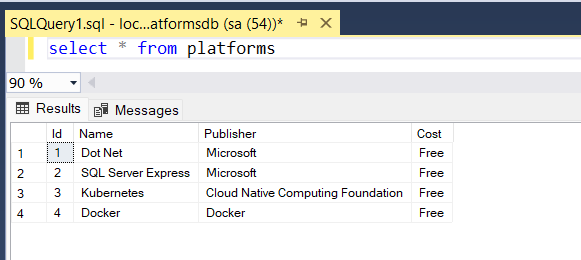 SQLQuery1.sql - loc...atformsdb (sa (54))*
select * from platforms
90 %
Results Messages
Id Name Publisher Cost
1 1 Dot Net Microsoft Free
2 2 SQL Server Express Microsoft Free
3 3 Kubernetes Cloud Native Computing Foundation Free
4 4 Docker Docker Free